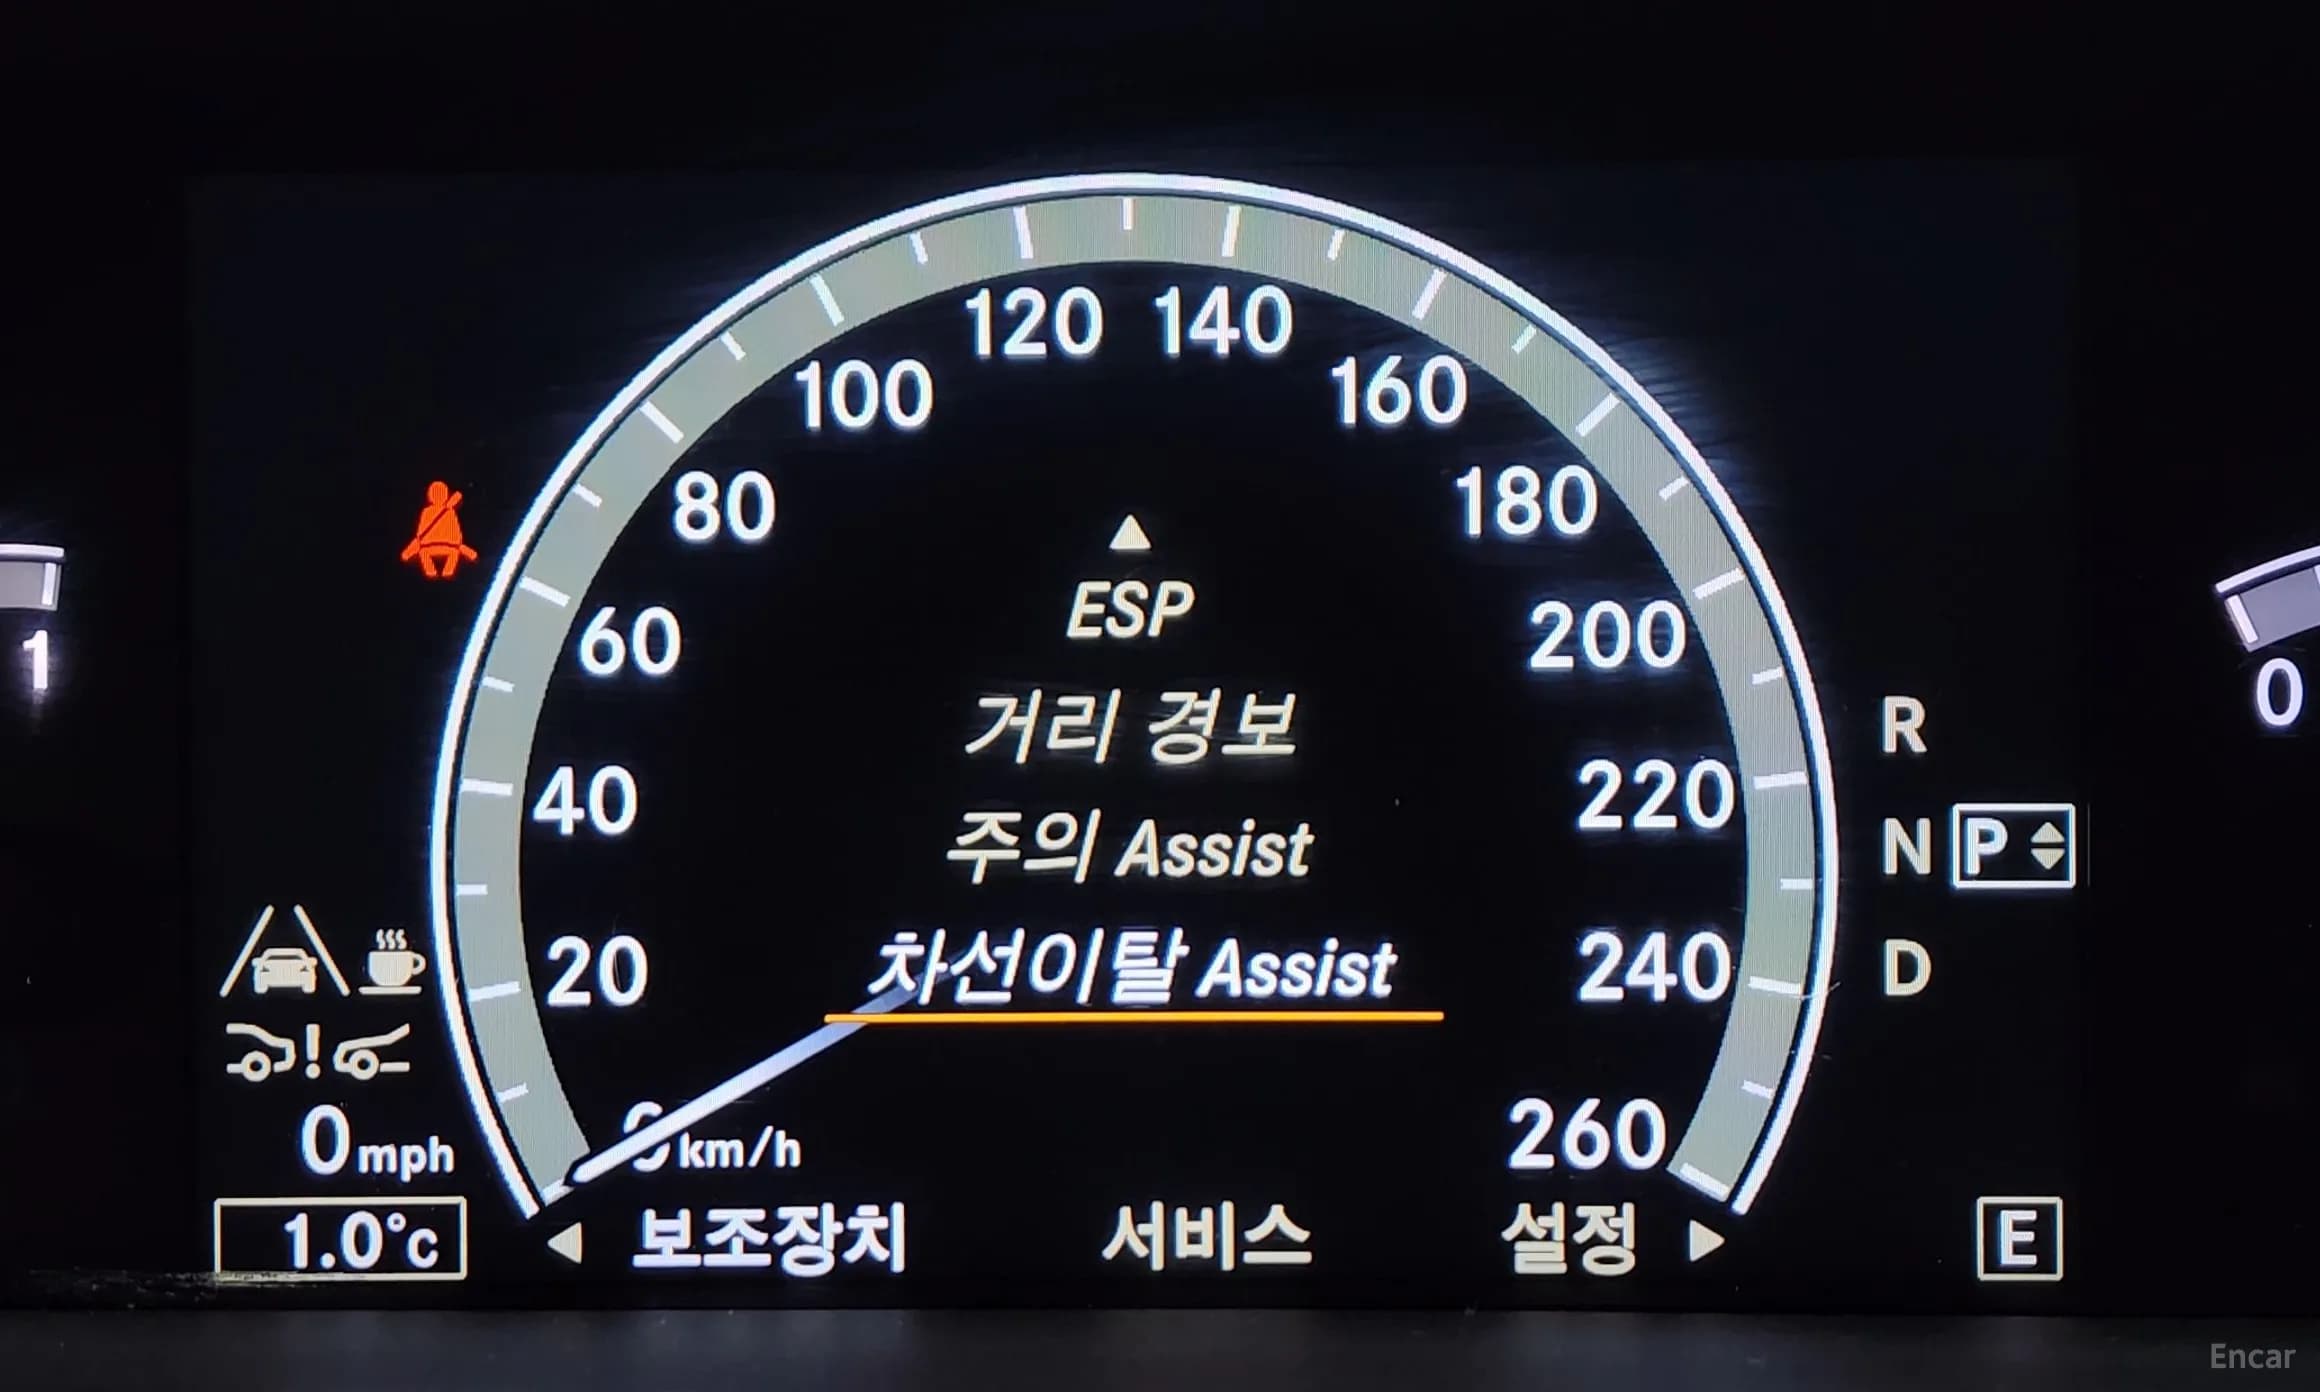 120 140
100 160
80 180
ESP
60 200
1
거리 경보
0
R
40 220
주의 Assist
N P
20 240
차선이탈 Assist
D
0 mph
0 km/h
260
1.0°C
보조장치 서비스 설정
E
Encar